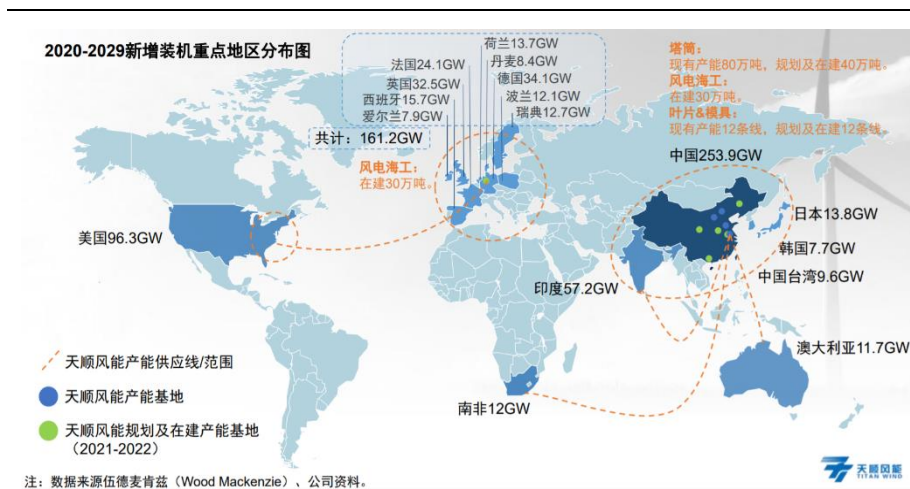 2020-2029新增装机重点地区分布图
荷兰13.7GW
丹麦8.4GW
法国24.1GW
德国34.1GW
英国32.5GW
西班牙15.7GW
波兰12.1GW
爱尔兰7.9GW
瑞典12.7GW
共计：161.2GW
风电海工：
在建30万吨。
塔筒：
现有产能80万吨，规划及在建40万吨。
风电海工：
在建30万吨。
叶片&模具：
现有产能12条线，规划及在建12条线。
中国253.9GW
日本13.8GW
美国96.3GW
韩国7.7GW
中国台湾9.6GW
印度57.2GW
澳大利亚11.7GW
南非12GW
天顺风能产能供应线/范围
天顺风能产能基地
天顺风能规划及在建产能基地
（2021-2022）
天顺风能
TITAN WIND
注：数据来源伍德麦肯兹（Wood Mackenzie）、公司资料。